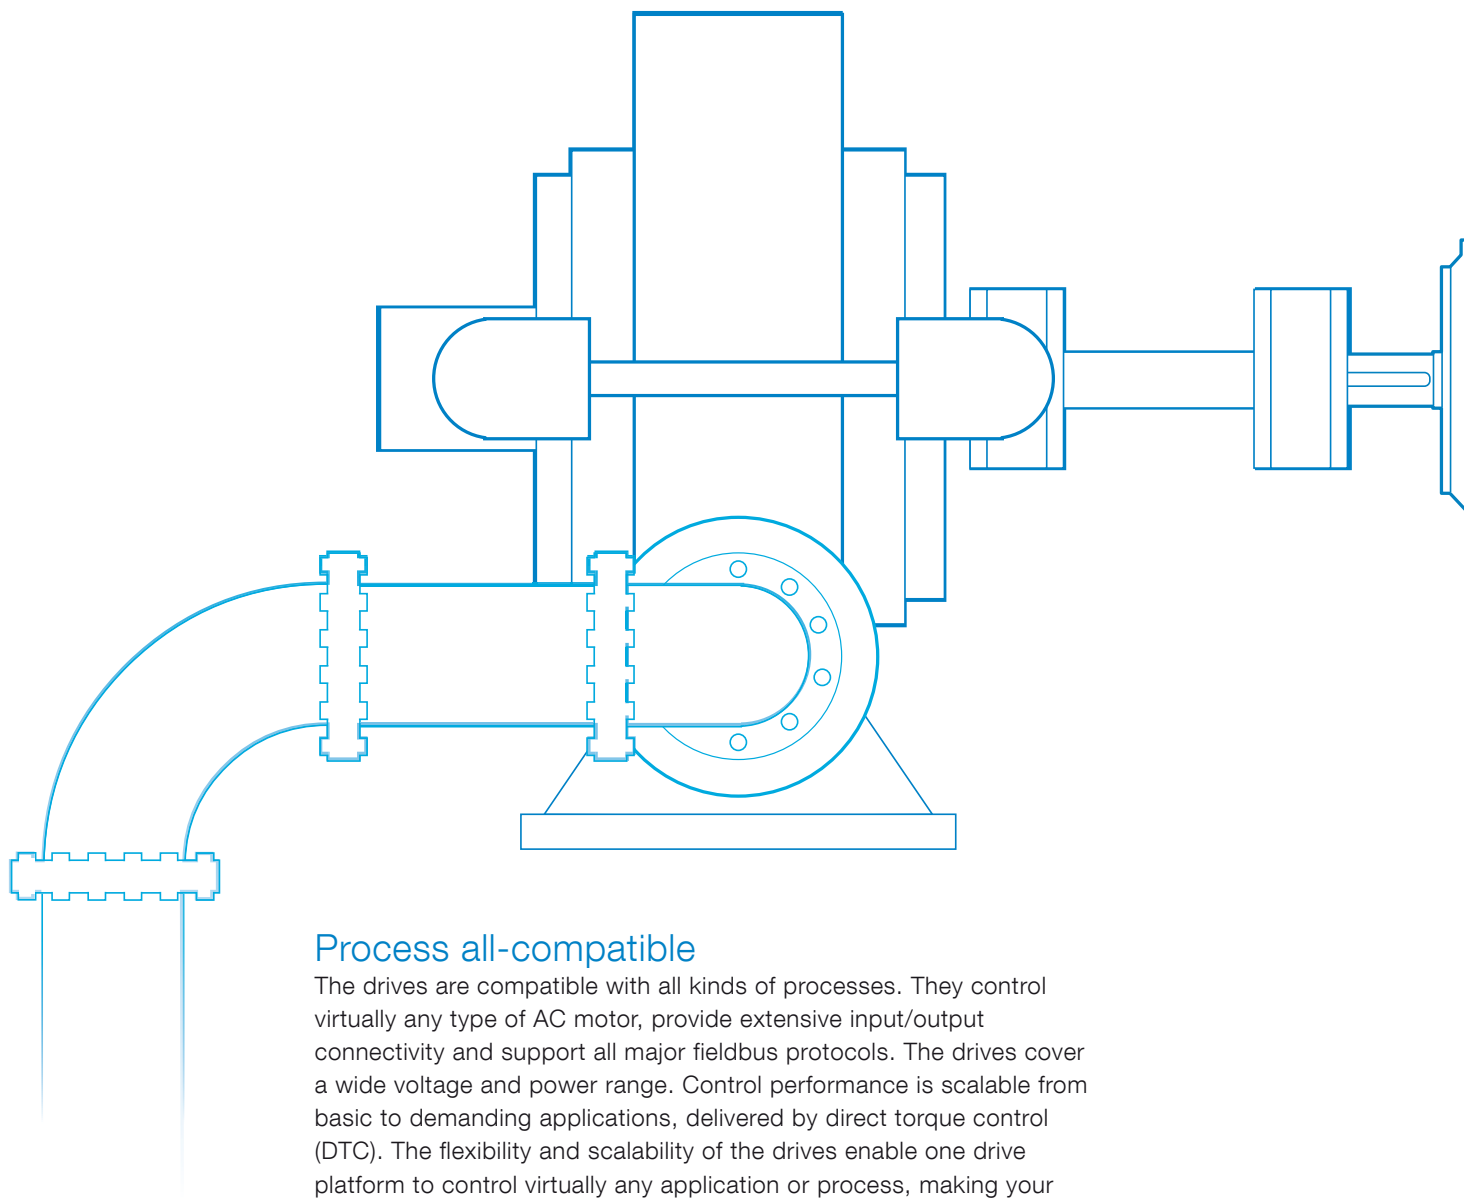 Process all-compatible
The drives are compatible with all kinds of processes. They control
virtually any type of AC motor, provide extensive input/output
connectivity and support all major fieldbus protocols. The drives cover
a wide voltage and power range. Control performance is scalable from
basic to demanding applications, delivered by direct torque control
(DTC). The flexibility and scalability of the drives enable one drive
platform to control virtually any application or process, making your